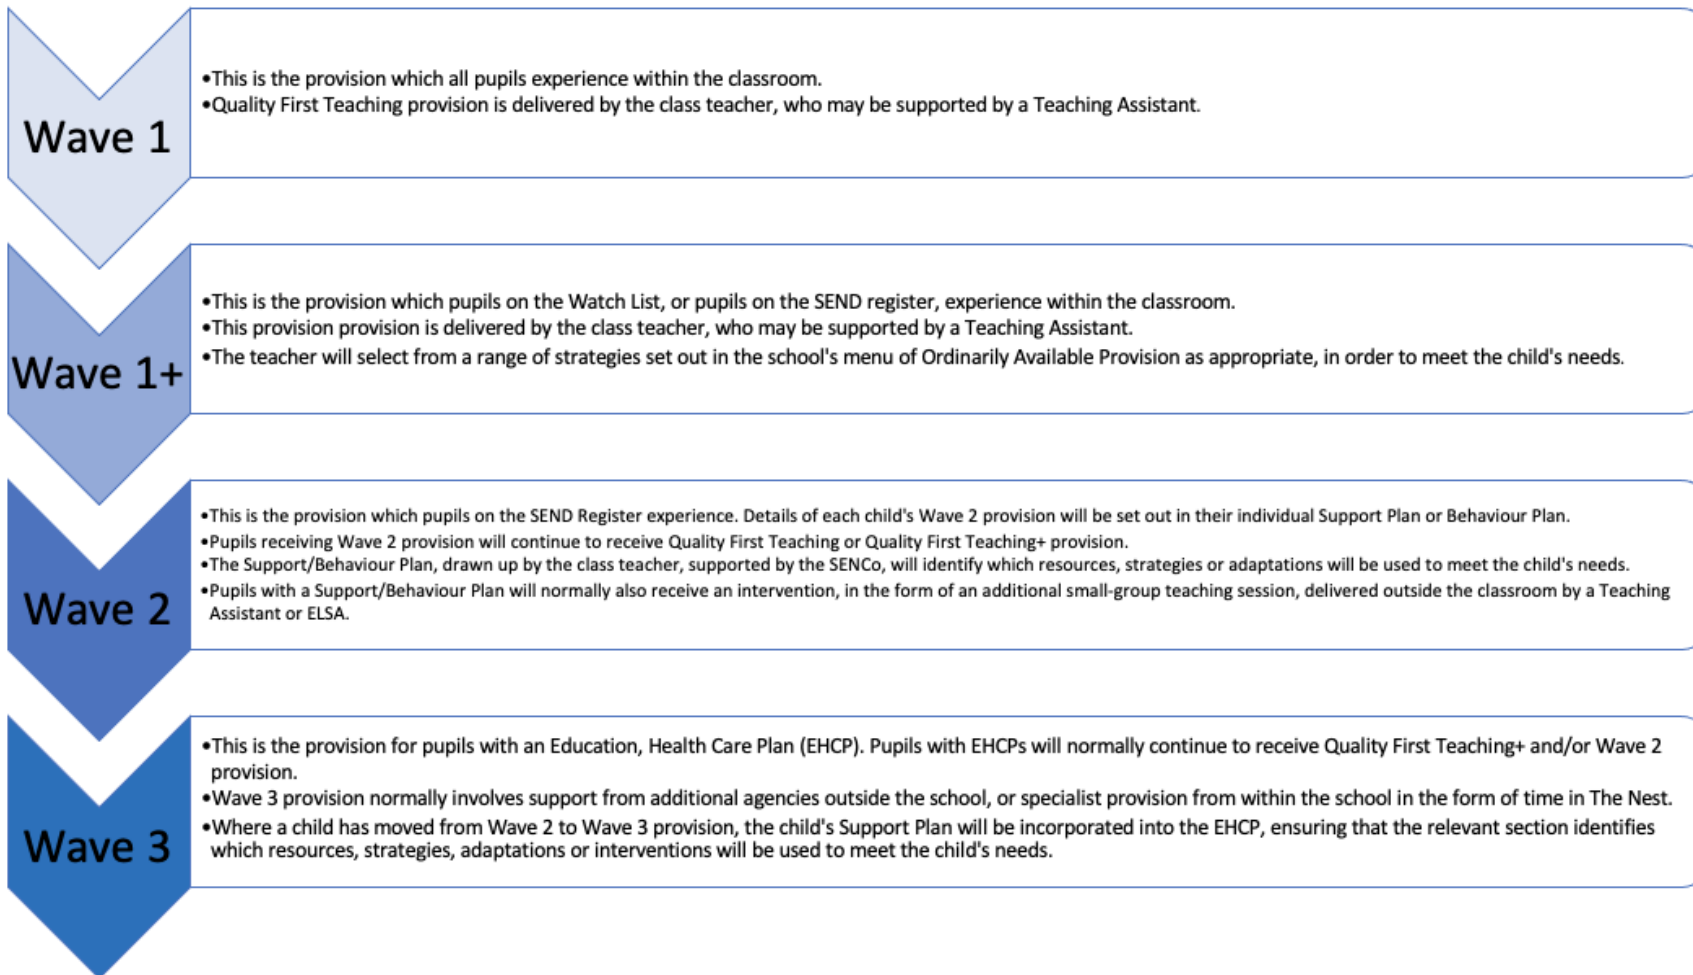 Wave 1
•This is the provision which all pupils experience within the classroom.
•Quality First Teaching provision is delivered by the class teacher, who may be supported by a Teaching Assistant.
Wave 1+
•This is the provision which pupils on the Watch List, or pupils on the SEND register, experience within the classroom.
•This provision provision is delivered by the class teacher, who may be supported by a Teaching Assistant.
•The teacher will select from a range of strategies set out in the school's menu of Ordinarily Available Provision as appropriate, in order to meet the child's needs.
Wave 2
•This is the provision which pupils on the SEND Register experience. Details of each child's Wave 2 provision will be set out in their individual Support Plan or Behaviour Plan.
•Pupils receiving Wave 2 provision will continue to receive Quality First Teaching or Quality First Teaching+ provision.
•The Support/Behaviour Plan, drawn up by the class teacher, supported by the SENCo, will identify which resources, strategies or adaptations will be used to meet the child's needs.
•Pupils with a Support/Behaviour Plan will normally also receive an intervention, in the form of an additional small-group teaching session, delivered outside the classroom by a Teaching
Assistant or ELSA.
Wave 3
•This is the provision for pupils with an Education, Health Care Plan (EHCP). Pupils with EHCPs will normally continue to receive Quality First Teaching+ and/or Wave 2
provision.
•Wave 3 provision normally involves support from additional agencies outside the school, or specialist provision from within the school in the form of time in The Nest.
•Where a child has moved from Wave 2 to Wave 3 provision, the child's Support Plan will be incorporated into the EHCP, ensuring that the relevant section identifies
which resources, strategies, adaptations or interventions will be used to meet the child's needs.